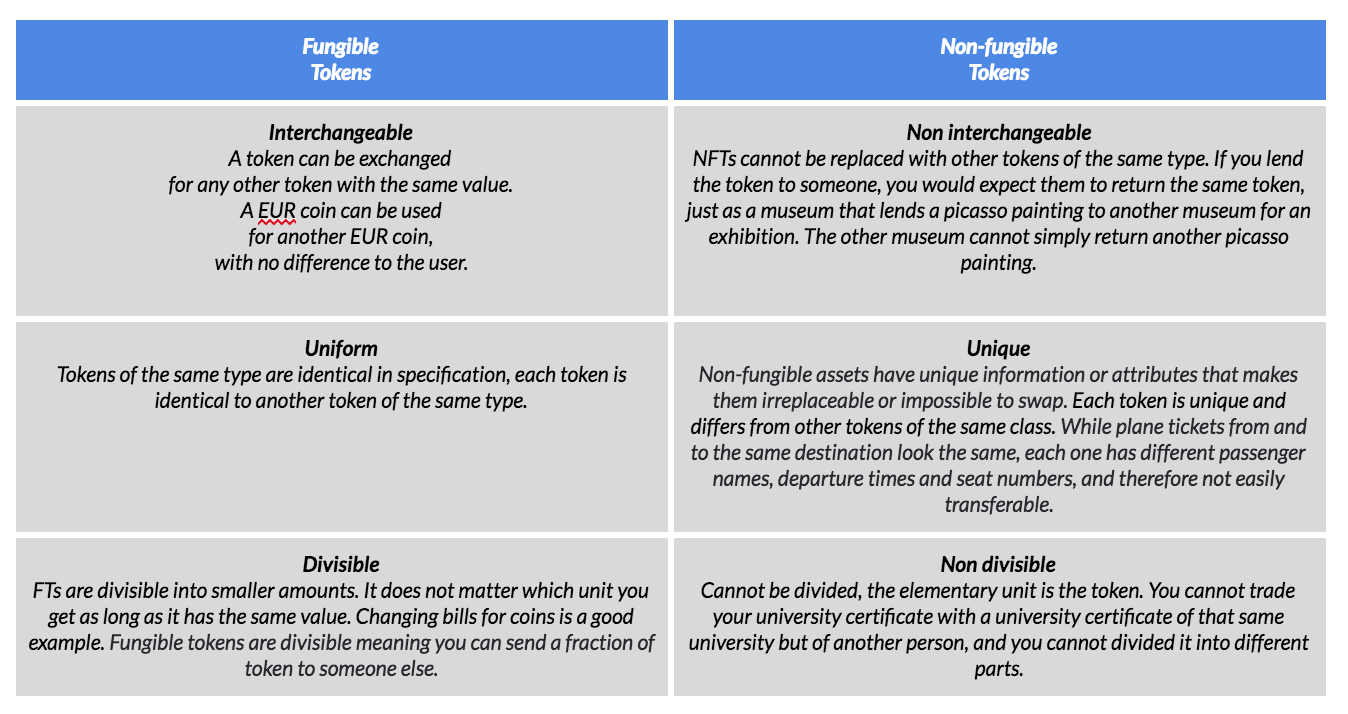 Fungible
Tokens
Non-fungible
Tokens
Interchangeable
A token can be exchanged
for any other token with the same value.
A EUR coin can be used
for another EUR coin,
with no difference to the user.
Non interchangeable
NFTs cannot be replaced with other tokens of the same type. If you lend
the token to someone, you would expect them to return the same token,
just as a museum that lends a picasso painting to another museum for an
exhibition. The other museum cannot simply return another picasso
painting.
Uniform
Tokens of the same type are identical in specification, each token is
identical to another token of the same type.
Unique
Non-fungible assets have unique information or attributes that makes
them irreplaceable or impossible to swap. Each token is unique and
differs from other tokens of the same class. While plane tickets from and
to the same destination look the same, each one has different passenger
names, departure times and seat numbers, and therefore not easily
transferable.
Divisible
FTs are divisible into smaller amounts. It does not matter which unit you
get as long as it has the same value. Changing bills for coins is a good
example. Fungible tokens are divisible meaning you can send a fraction of
token to someone else.
Non divisible
Cannot be divided, the elementary unit is the token. You cannot trade
your university certificate with a university certificate of that same
university but of another person, and you cannot divided it into different
parts.